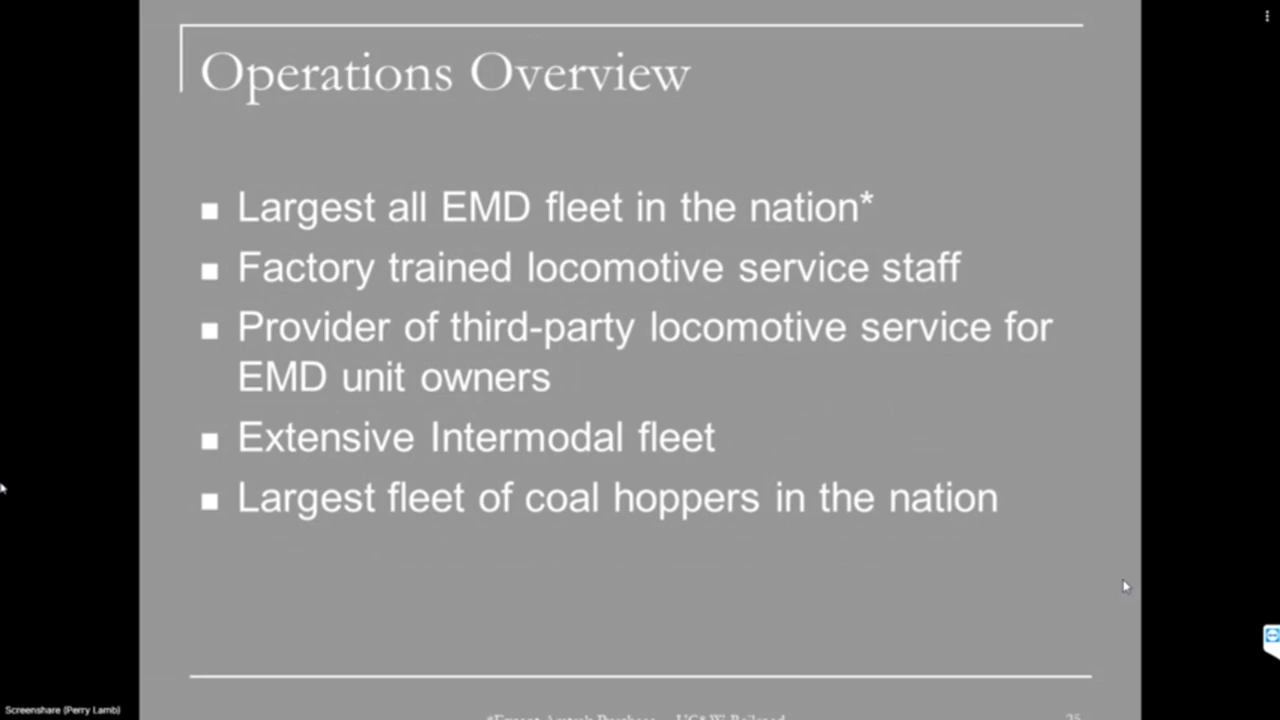 Operations Overview
■ Largest all EMD fleet in the nation*
■ Factory trained locomotive service staff
■ Provider of third-party locomotive service for
EMD unit owners
■ Extensive Intermodal fleet
■ Largest fleet of coal hoppers in the nation
Screenshare (Perry Lamb)